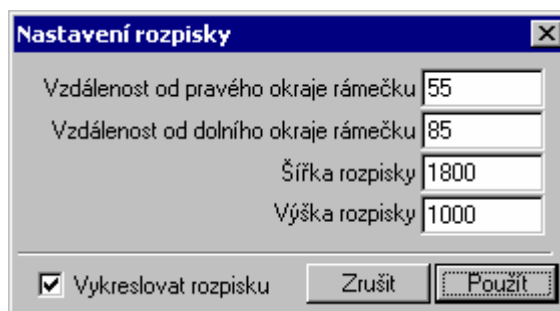 Nastavení rozpisky
Vzdálenost od pravého okraje rámečku 55
Vzdálenost od dolního okraje rámečku 85
Šířka rozpisky 1800
Výška rozpisky 1000
Vykreslovat rozpisku Zrušit Použít